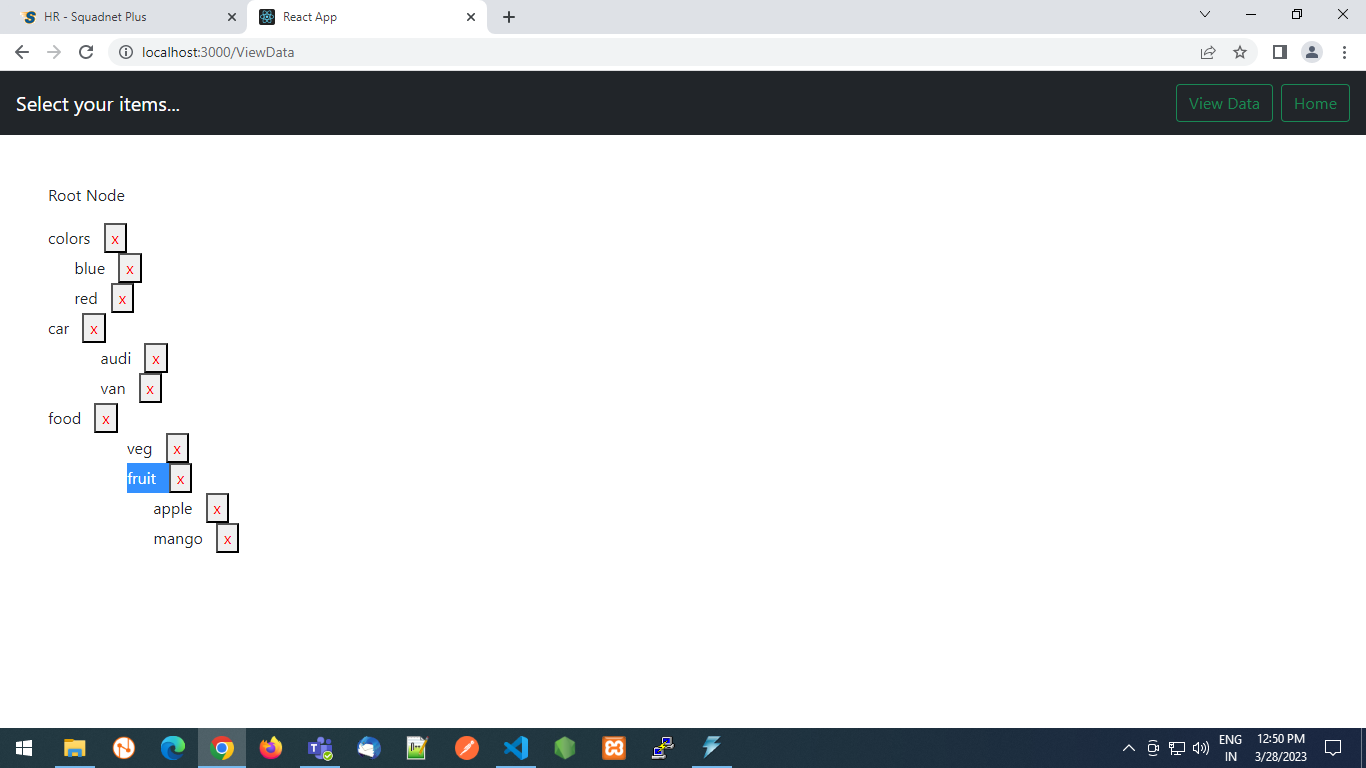 HR - Squadnet Plus
React App
localhost:3000/ViewData
Select your items...
View Data
Home
Root Node
colors x
blue x
red x
car x
audi x
van x
food x
veg x
fruit x
apple x
mango x
ENG
IN
12:50 PM
3/28/2023